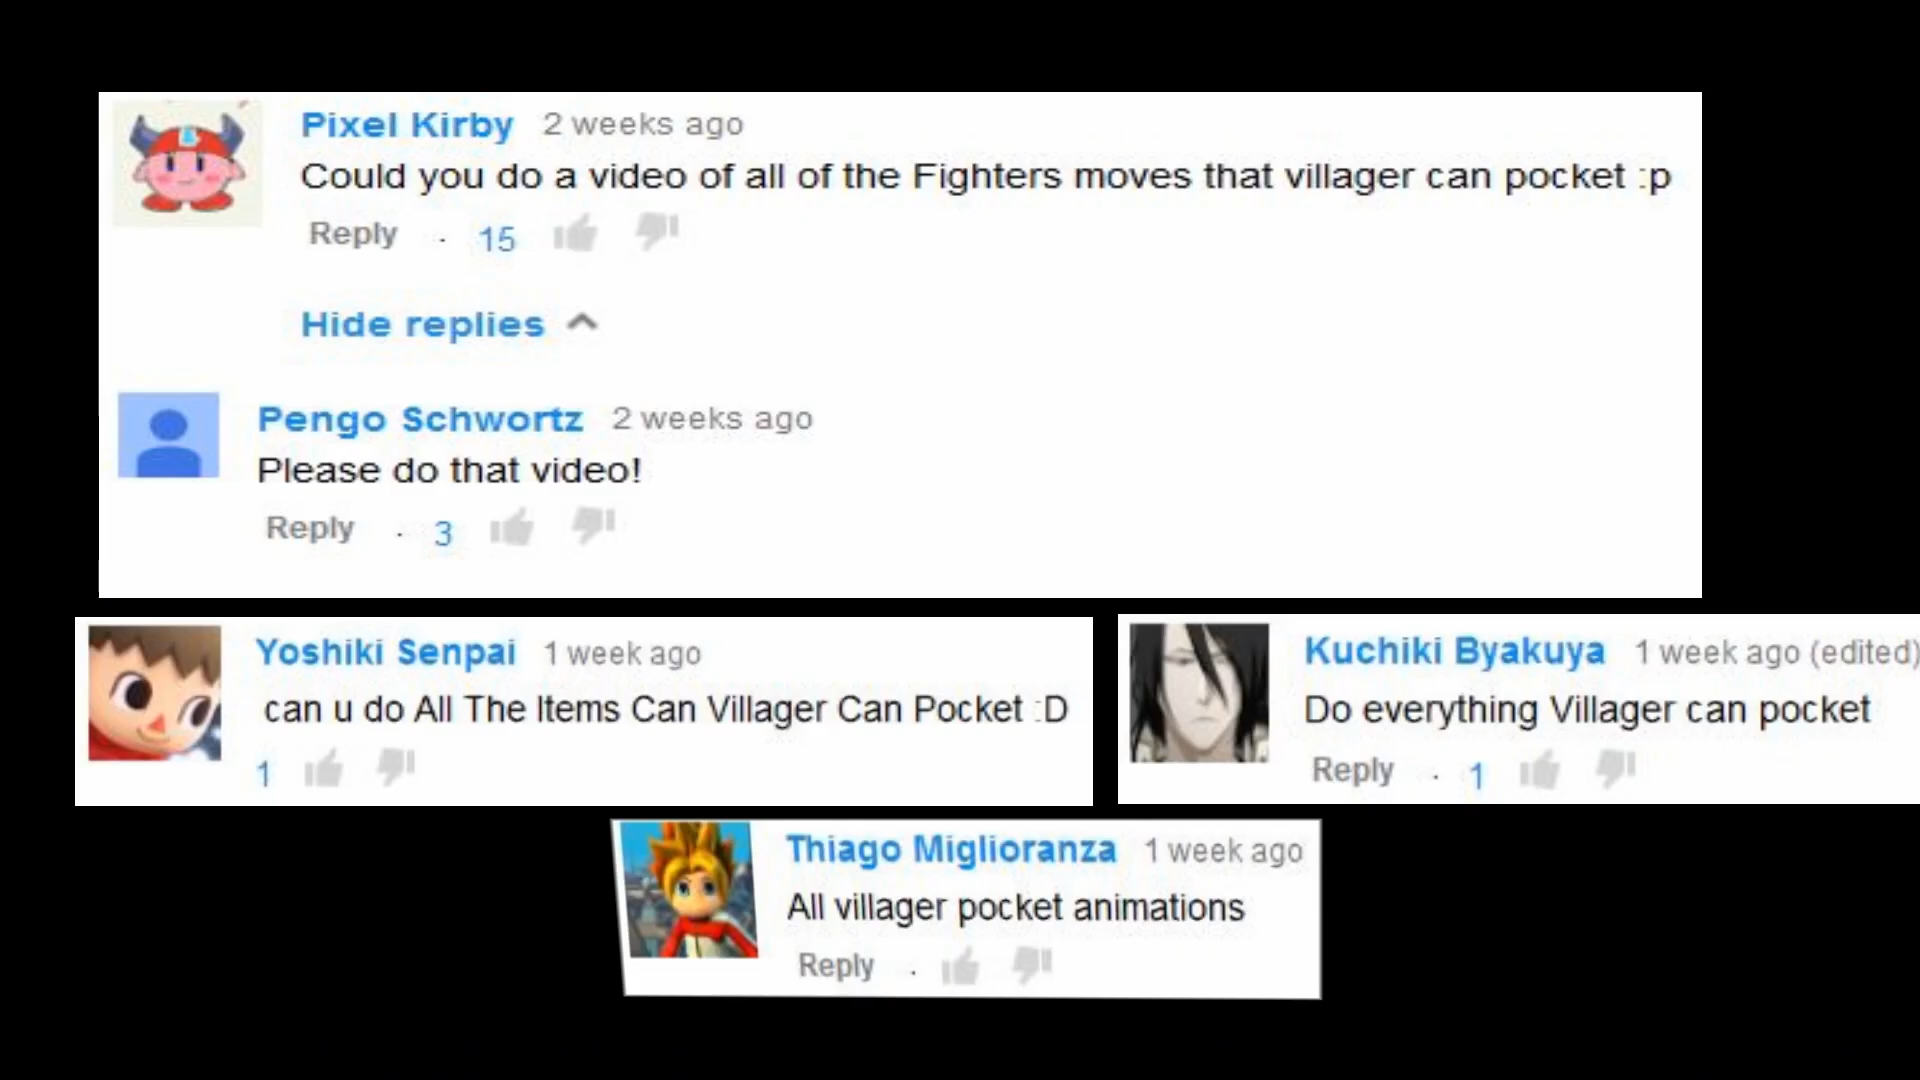 Pixel Kirby 2 weeks ago
Could you do a video of all of the Fighters moves that villager can pocket :p
Reply · 15
Hide replies
Pengo Schwortz 2 weeks ago
Please do that video!
Reply · 3
Yoshiki Senpai 1 week ago
can u do All The Items Can Villager Can Pocket :D
1
Kuchiki Byakuya 1 week ago (edited)
Do everything Villager can pocket
Reply · 1
Thiago Miglioranza 1 week ago
All villager pocket animations
Reply ·